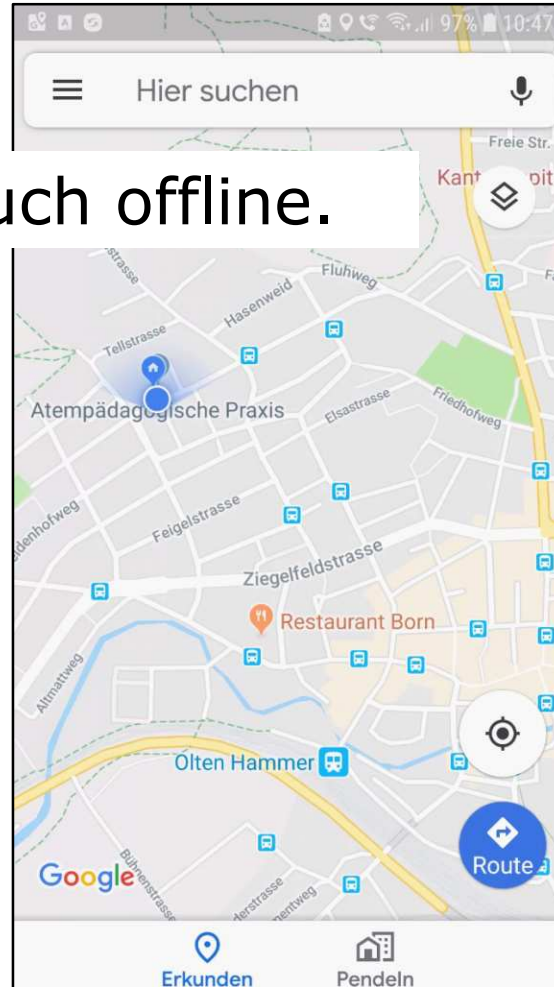 97% 10:47
Hier suchen
Freie Str.
uch offline.
Fluhweg
Hasenweid
Tellstrasse
Atempädagogische Praxis
Elsastrasse
Friedhofweg
Feigelstrasse
Ziegelfeldstrasse
Restaurant Born
Altmattweg
Olten Hammer
Route
Google
Bühnenstrasse
Erkunden Pendeln